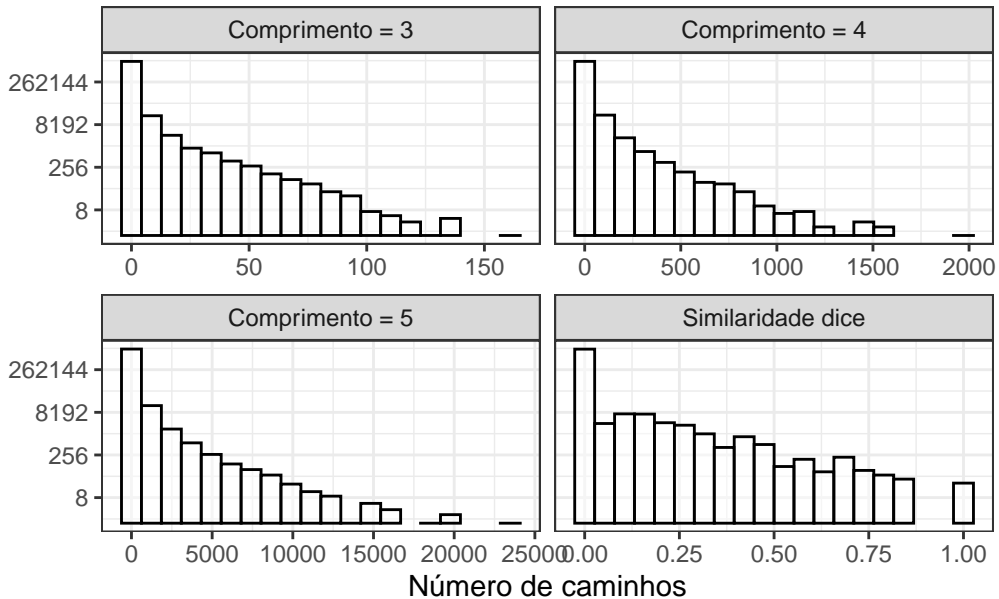 Comprimento = 3
Comprimento = 4
262144
8192
256
8
0 50 100 150
0 500 1000 1500 2000
Comprimento = 5
Similaridade dice
262144
8192
256
8
0 5000 10000 15000 20000 25000
0.00 0.25 0.50 0.75 1.00
Número de caminhos